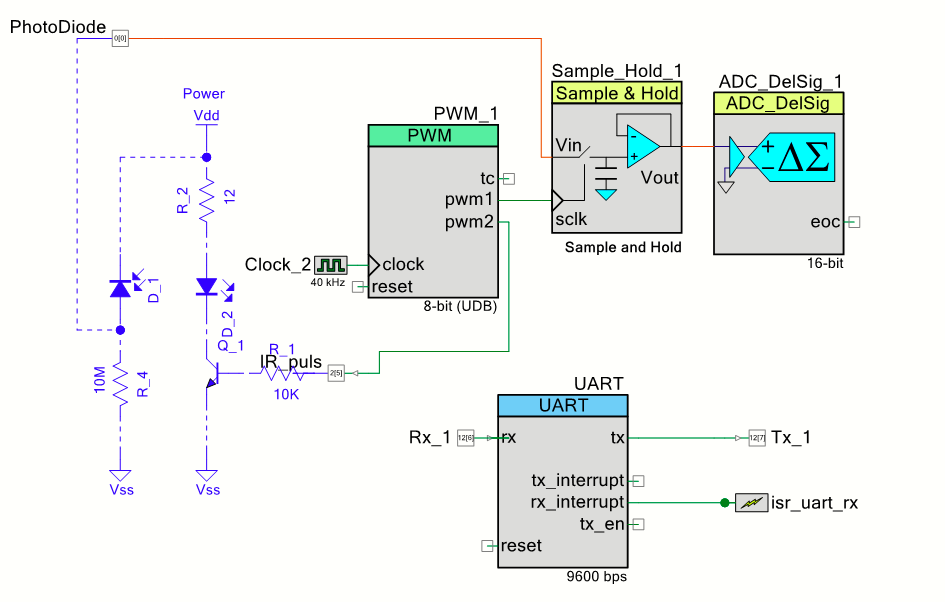 PhotoDiode
0[0]
Power
Vdd
R_2
12
D_1
D_2
Q_1
10M
R_4
Vss
Vss
R_1
IR_puls
10K
2[5]
Clock_2
40 kHz
PWM_1
PWM
tc
pwm1
pwm2
clock
reset
8-bit (UDB)
Sample_Hold_1
Sample & Hold
Vin
-
+
Vout
sclk
Sample and Hold
ADC_DelSig_1
ADC_DelSig
+
-
ΔΣ
eoc
16-bit
UART
UART
Rx_1
12[6]
rx
tx
12[7]
Tx_1
tx_interrupt
rx_interrupt
isr_uart_rx
tx_en
reset
9600 bps